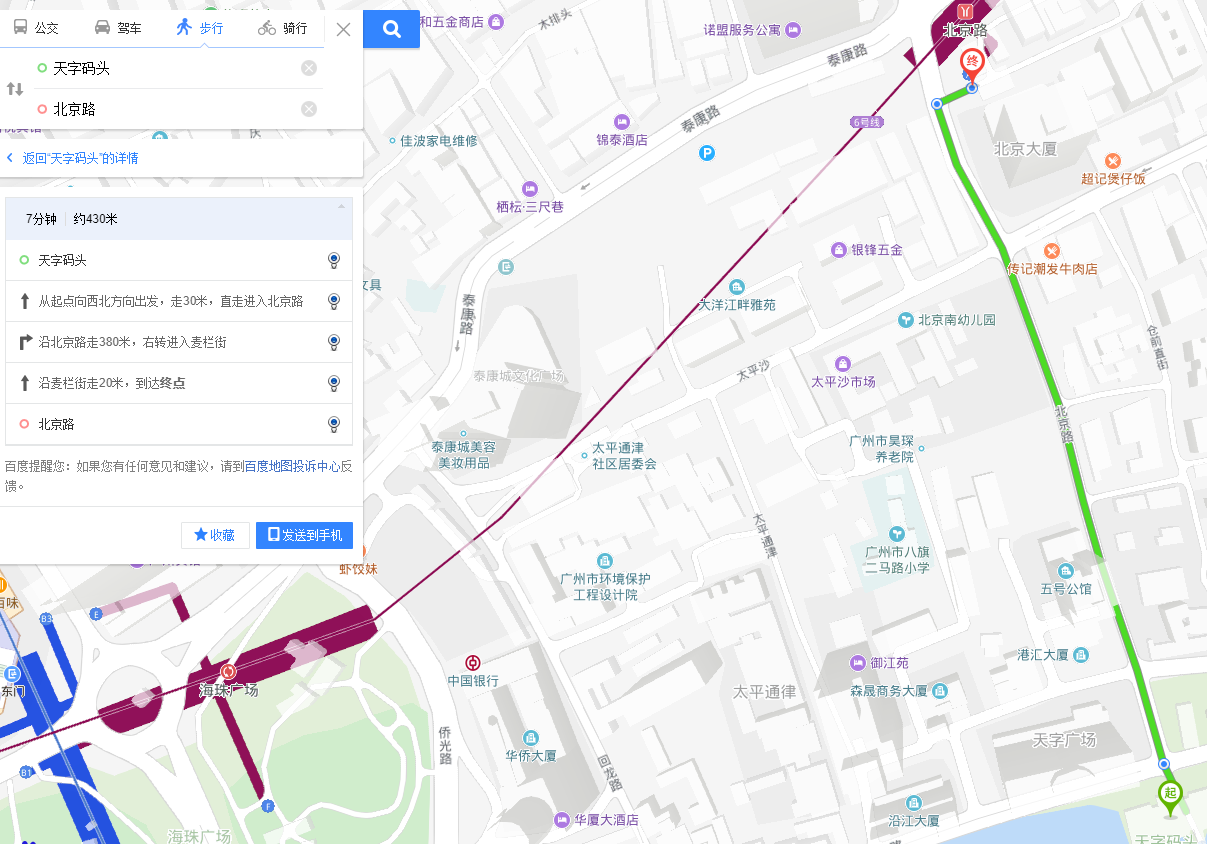 公交
驾车
步行
骑行
天字码头
北京路
返回"天字码头"的详情
7分钟
约430米
天字码头
从起点向西北方向出发，走30米，直走进入北京路
沿北京路走380米，右转进入麦栏街
沿麦栏街走20米，到达终点
北京路
百度提醒您：如果您有任何意见和建议，请到百度地图投诉中心反
馈。
收藏
发送到手机
和五金商店
木排头
诺盟服务公寓
泰康路
北京路
终
6号线
佳波家电维修
锦泰酒店
泰康路
P
北京大厦
超记煲仔饭
栖坛·三尺巷
银锋五金
传记潮发牛肉店
文具
泰康路
大洋江畔雅苑
北京南幼儿园
仓前直街
泰康城文化广场
太平沙
太平沙市场
北京路
泰康城美容
美妆用品
太平通津
社区居委会
广州市昊琛
养老院
太平通津
广州市八旗
二马路小学
广州市环境保护
工程设计院
五号公馆
虾饺妹
百味
B3
E
海珠广场
东门
中国银行
御江苑
港汇大厦
太平通律
森晟商务大厦
侨光路
华侨大厦
天字广场
回龙路
B1
F
起
华厦大酒店
沿江大厦
海珠广场
天字码头